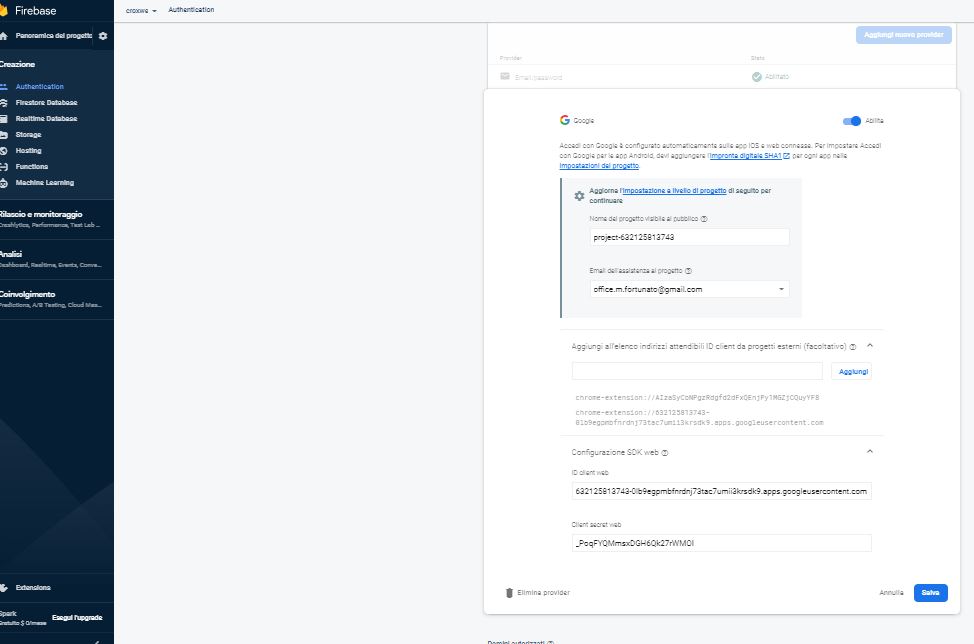 Firebase
croxwe
Authentication
Panoramica del progetto
Aggiungi nuovo provider
Provider
Stato
Email/password
Abilitato
Creazione
Authentication
Firestore Database
Realtime Database
Storage
Hosting
Functions
Machine Learning
Rilascio e monitoraggio
Crashlytics, Performance, Test Lab ...
Analisi
Dashboard, Realtime, Events, Conve...
Coinvolgimento
Predictions, A/B Testing, Cloud Mes...
Extensions
Spark
Gratuito $ 0/mese
Esegui l'upgrade
Google
Abilita
Accedi con Google è configurato automaticamente sulle app iOS e web connesse. Per impostare Accedi
con Google per le app Android, devi aggiungere l'impronta digitale SHA1 per ogni app nelle
impostazioni del progetto.
Aggiorna l'impostazione a livello di progetto di seguito per
continuare
Nome del progetto visibile al pubblico
project-632125813743
Email dell'assistenza al progetto
office.m.fortunato@gmail.com
Aggiungi all'elenco indirizzi attendibili ID client da progetti esterni (facoltativo)
Aggiungi
chrome-extension://AIzaSyCoNPgzRdgfd2dFxQEnjPy1MGZjCQuyYF8
chrome-extension://632125813743-
0lb9egpmbfnrdnj73tac7umii3krsdk9.apps.googleusercontent.com
Configurazione SDK web
ID client web
632125813743-0lb9egpmbfnrdnj73tac7umii3krsdk9.apps.googleusercontent.com
Client secret web
_PoqFYQMmsxDGH6Qk27rWMOl
Elimina provider
Annulla
Salva
Domini autorizzati